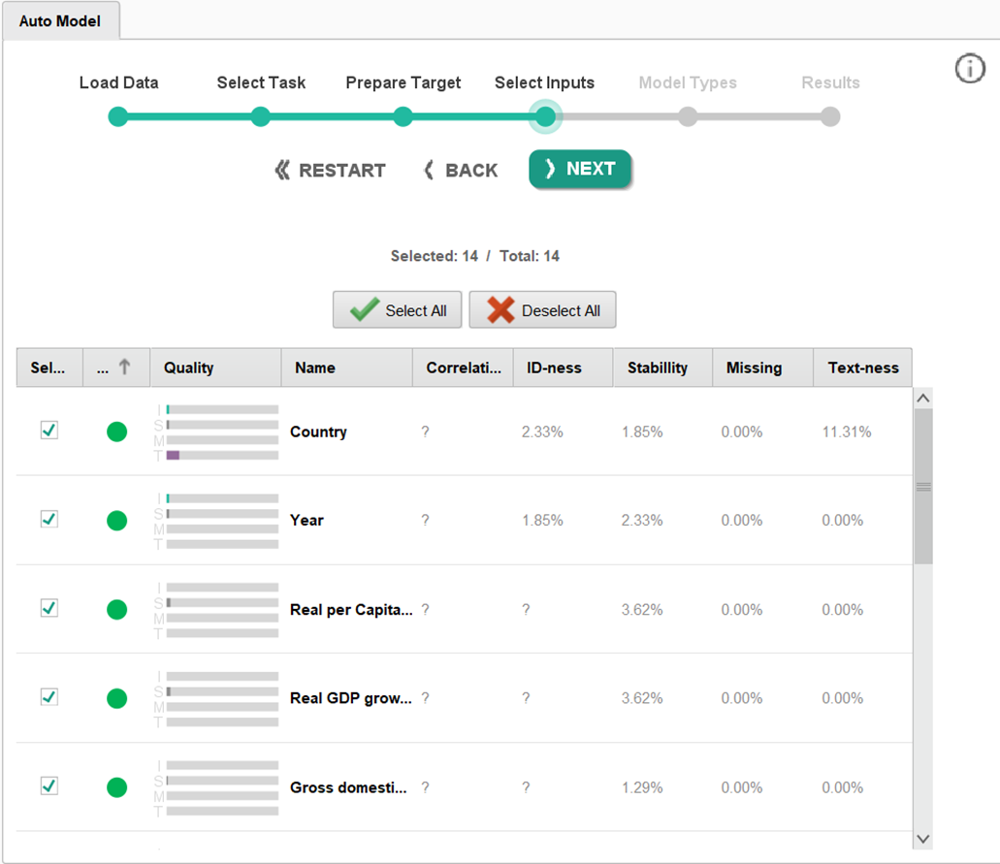 Auto Model
Load Data Select Task Prepare Target Select Inputs Model Types Results
RESTART BACK NEXT
Selected: 14 / Total: 14
Select All Deselect All
Sel... ... Quality Name Correlati... ID-ness Stabillity Missing Text-ness
I
S
M
T
Country ? 2.33% 1.85% 0.00% 11.31%
I
S
M
T
Year ? 1.85% 2.33% 0.00% 0.00%
I
S
M
T
Real per Capita... ? ? 3.62% 0.00% 0.00%
I
S
M
T
Real GDP grow... ? ? 3.62% 0.00% 0.00%
I
S
M
T
Gross domesti... ? ? 1.29% 0.00% 0.00%